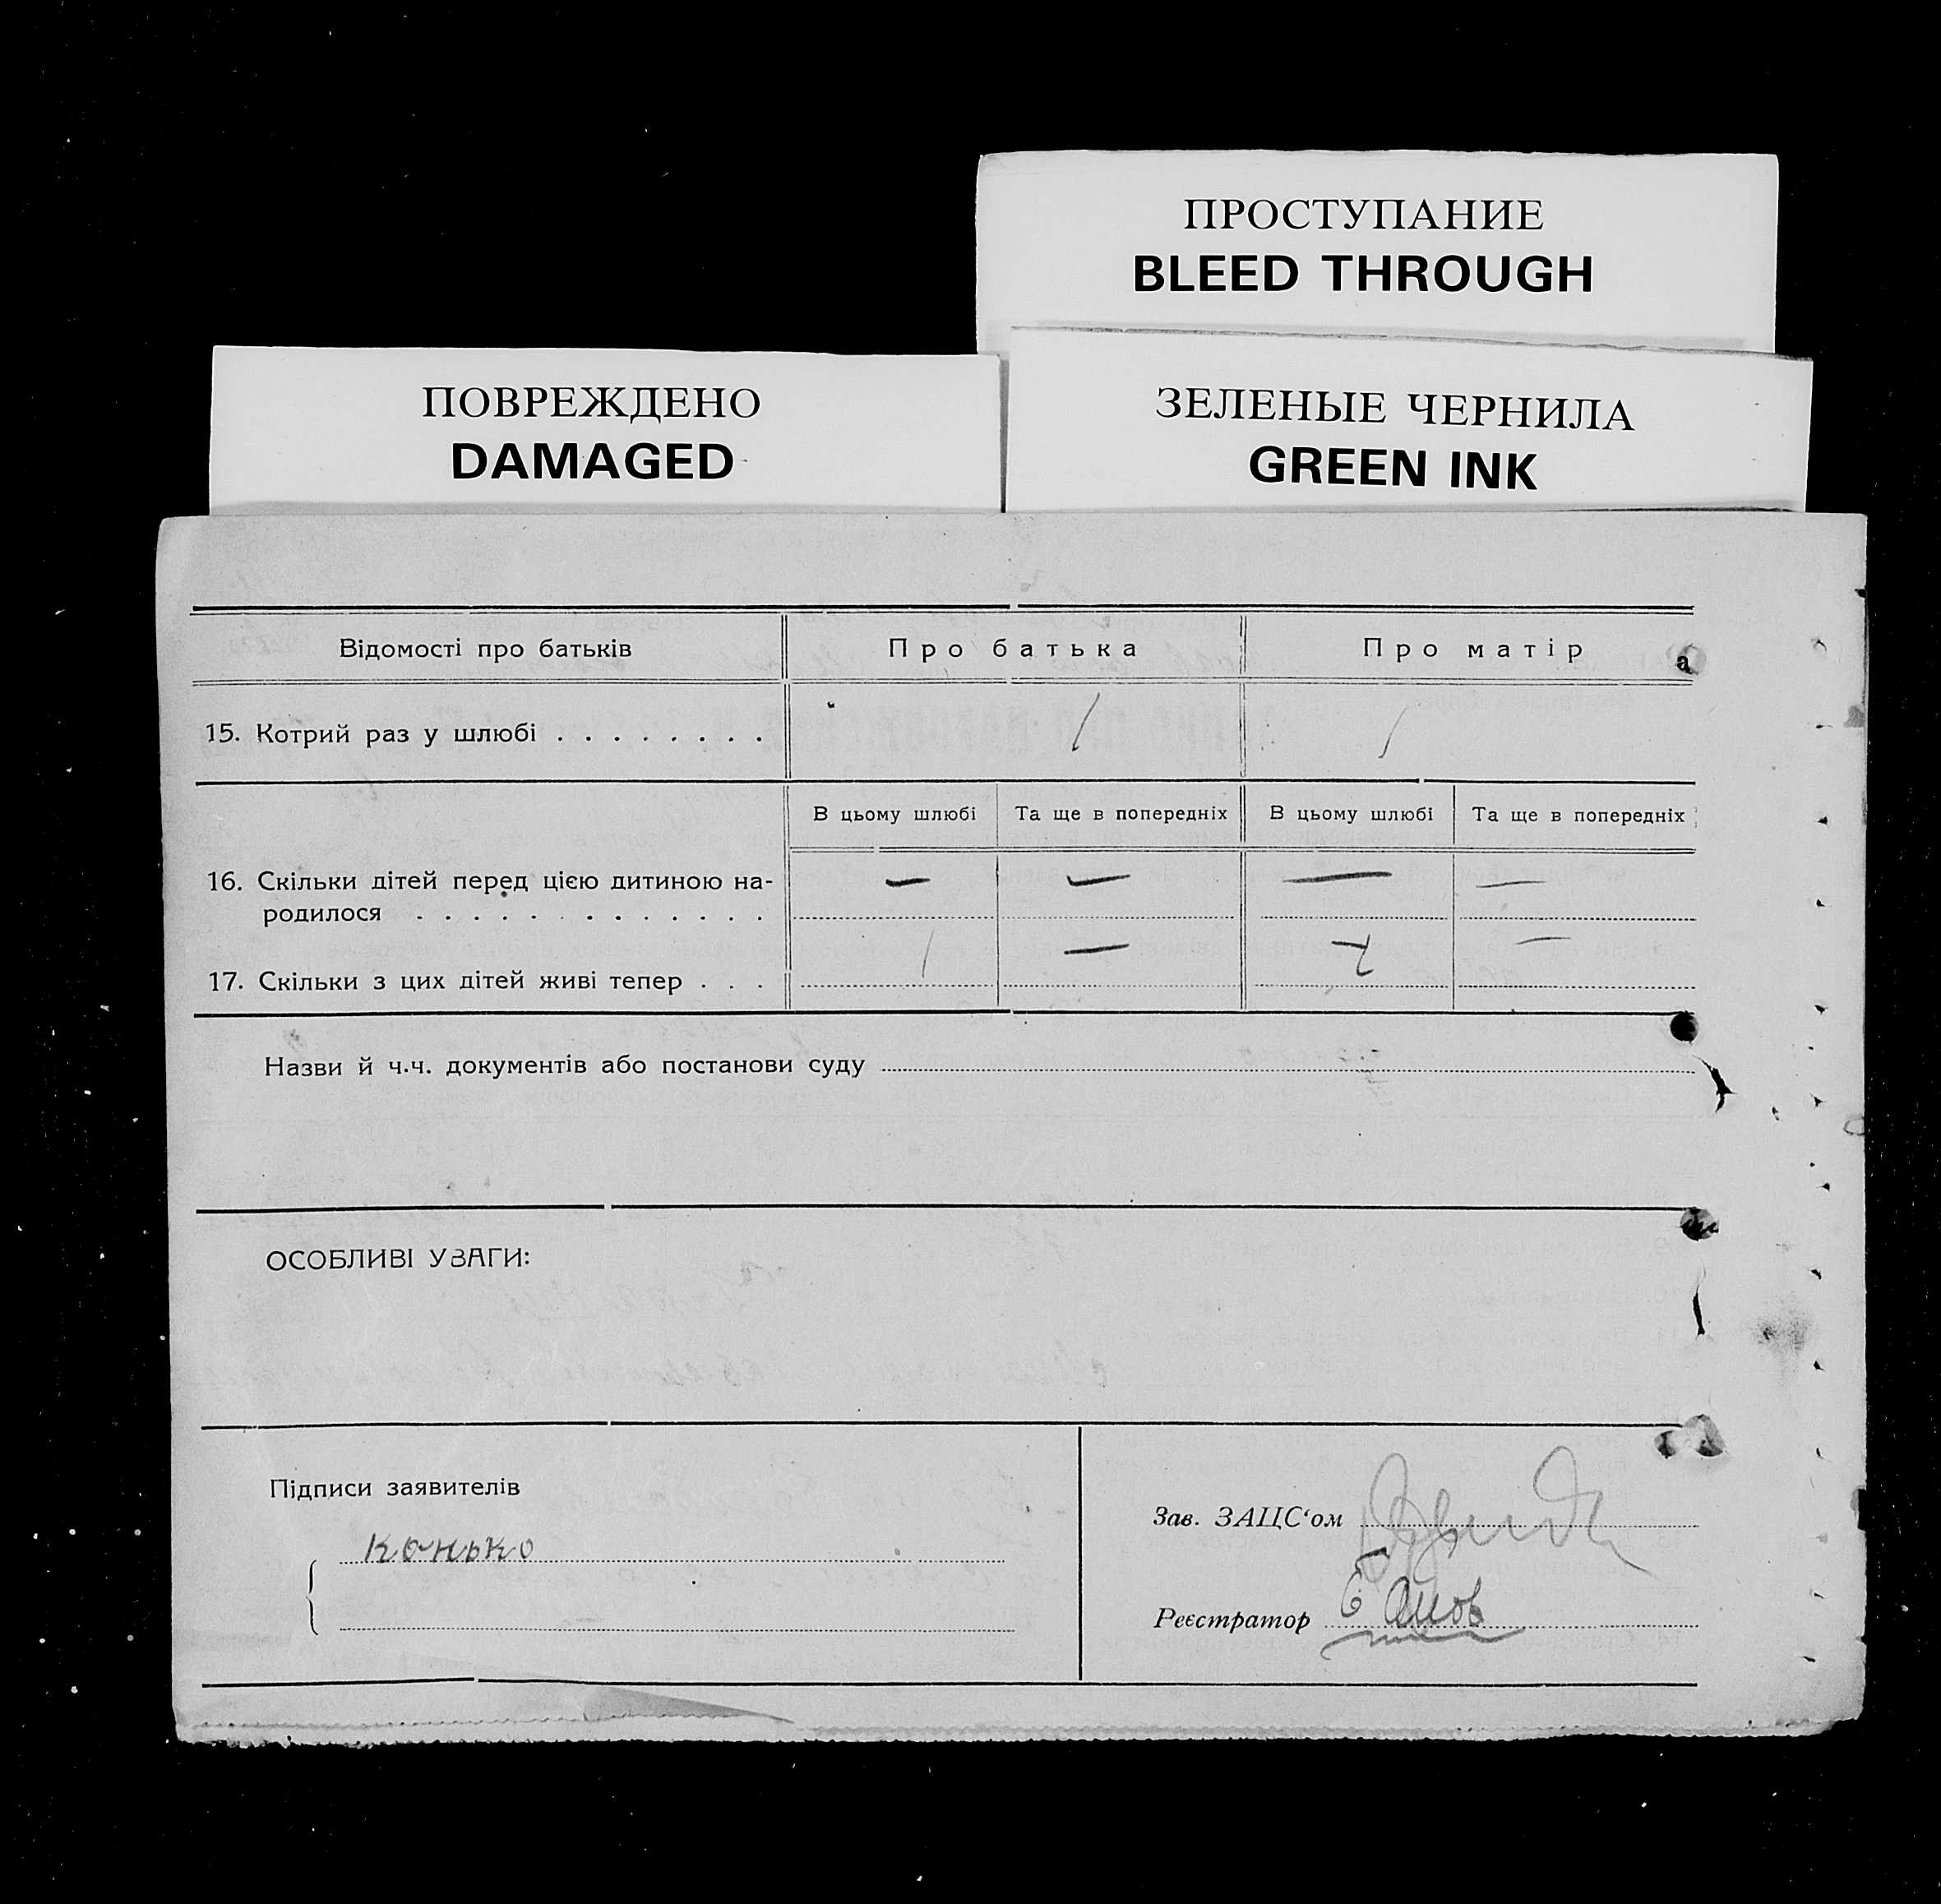 ПРОСТУПАНИЕ
BLEED THROUGH
ПОВРЕЖДЕНО
DAMAGED
ЗЕЛЕНЫЕ ЧЕРНИЛА
GREEN INK
Відомості про батьків Про батька Про матір
а
15. Котрий раз у шлюбі . . . . . . . . 1 1
В цьому шлюбі Та ще в попередніх В цьому шлюбі Та ще в попередніх
16. Скільки дітей перед цією дитиною на- — — — —
родилося . . . . . . . . . . . . .
17. Скільки з цих дітей живі тепер . . . 1 — —
Назви й ч.ч. документів або постанови суду
ОСОБЛИВІ УВАГИ:
Підписи заявителів
Конько
Зав. ЗАЦС‘ом
Реєстратор